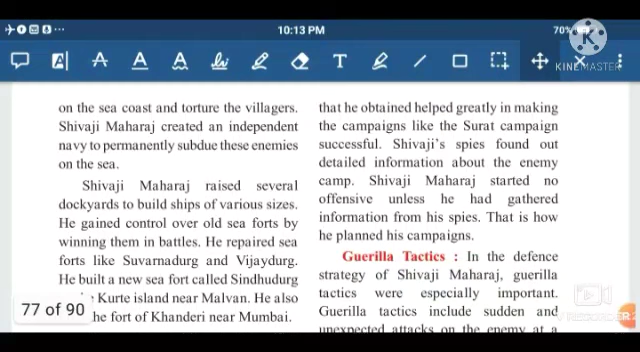 10:13 PM
70%
KINEMASTER
on the sea coast and torture the villagers.
Shivaji Maharaj created an independent
navy to permanently subdue these enemies
on the sea.
Shivaji Maharaj raised several
dockyards to build ships of various sizes.
He gained control over old sea forts by
winning them in battles. He repaired sea
forts like Suvarnadurg and Vijaydurg.
He built a new sea fort called Sindhudurg
Kurte island near Malvan. He also
he fort of Khanderi near Mumbai.
77 of 90
that he obtained helped greatly in making
the campaigns like the Surat campaign
successful. Shivaji's spies found out
detailed information about the enemy
camp. Shivaji Maharaj started no
offensive unless he had gathered
information from his spies. That is how
he planned his campaigns.
Guerilla Tactics : In the defence
strategy of Shivaji Maharaj, guerilla
tactics were especially important.
Guerilla tactics include sudden and
unexpected attacks on the enemy at a